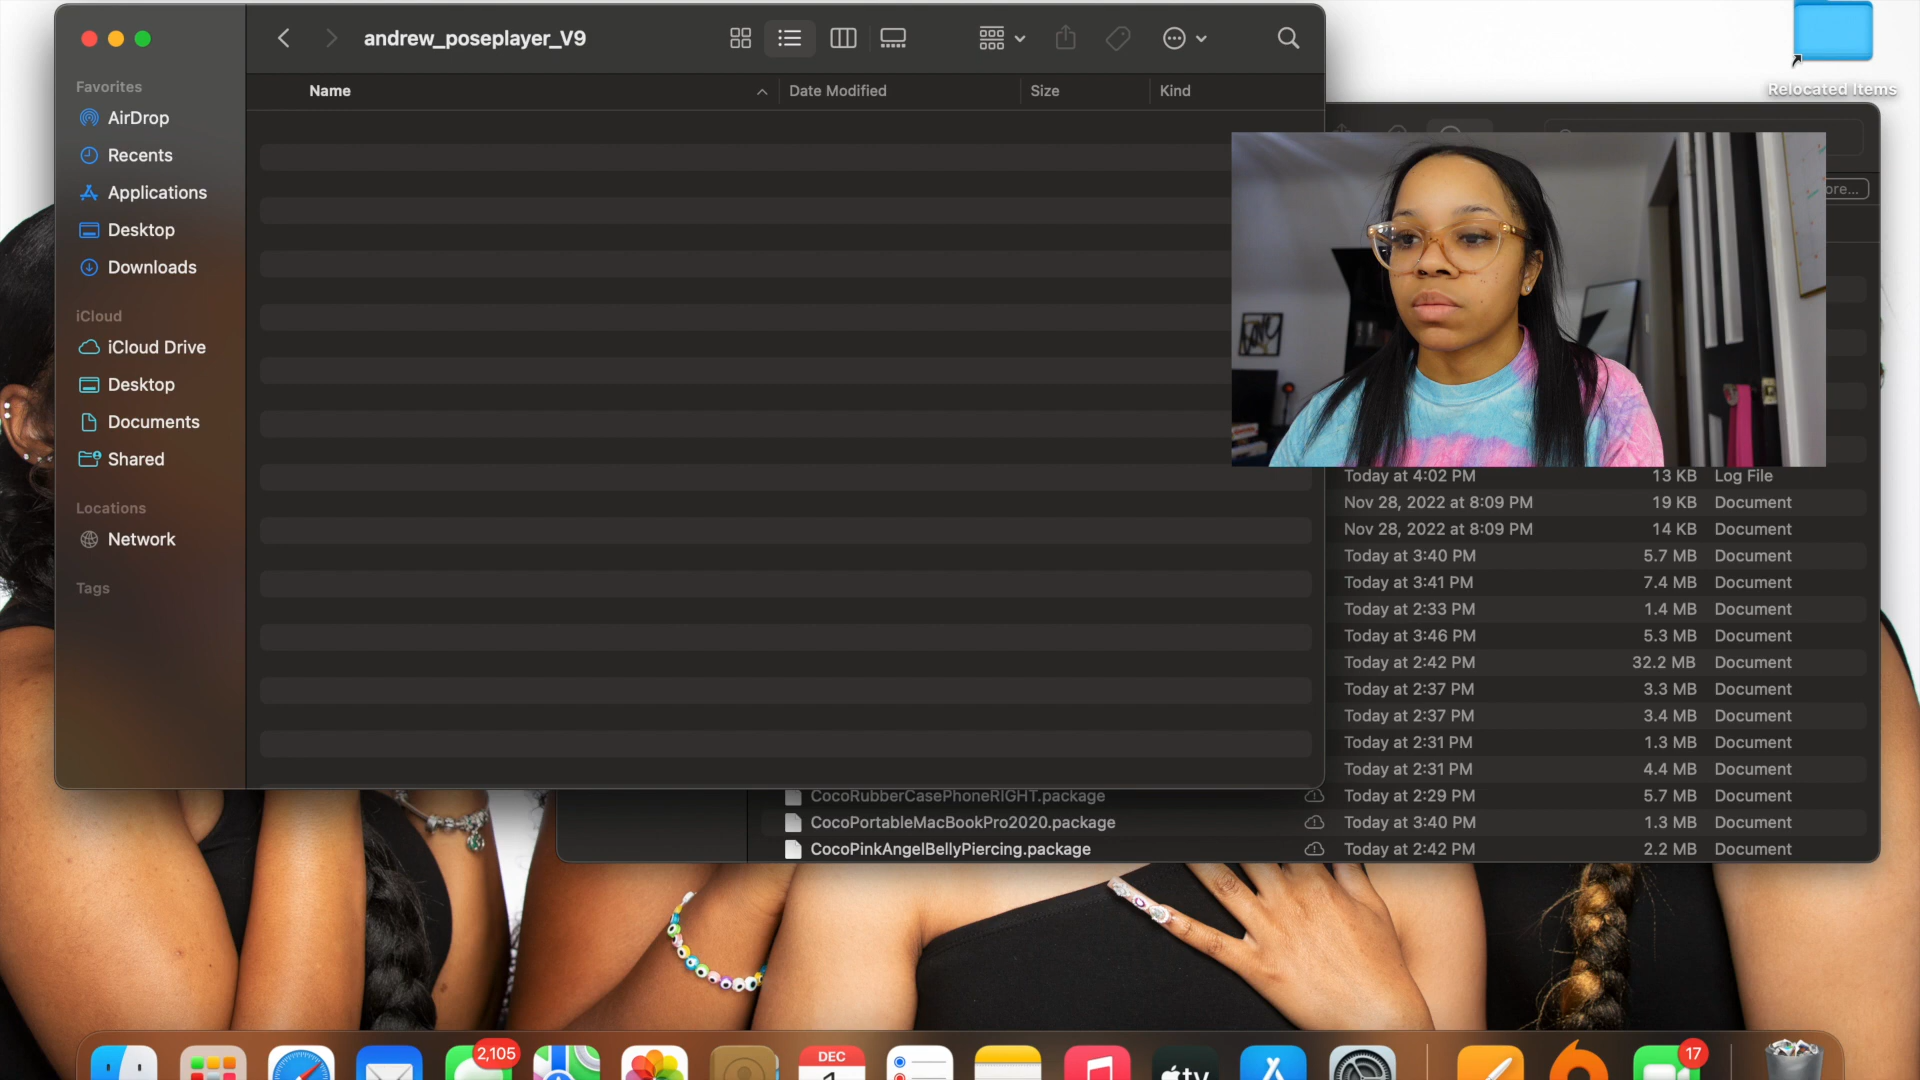 andrew_poseplayer_V9
Relocated Items
Favorites
AirDrop
Recents
Applications
Desktop
Downloads
iCloud
iCloud Drive
Desktop
Documents
Shared
Locations
Network
Tags
Name Date Modified Size Kind
ore...
Today at 4:02 PM 13 KB Log File
Nov 28, 2022 at 8:09 PM 19 KB Document
Nov 28, 2022 at 8:09 PM 14 KB Document
Today at 3:40 PM 5.7 MB Document
Today at 3:41 PM 7.4 MB Document
Today at 2:33 PM 1.4 MB Document
Today at 3:46 PM 5.3 MB Document
Today at 2:42 PM 32.2 MB Document
Today at 2:37 PM 3.3 MB Document
Today at 2:37 PM 3.4 MB Document
Today at 2:31 PM 1.3 MB Document
Today at 2:31 PM 4.4 MB Document
CocoRubberCasePhoneRIGHT.package Today at 2:29 PM 5.7 MB Document
CocoPortableMacBookPro2020.package Today at 3:40 PM 1.3 MB Document
CocoPinkAngelBellyPiercing.package Today at 2:42 PM 2.2 MB Document
2,105
DEC
1
tv
17